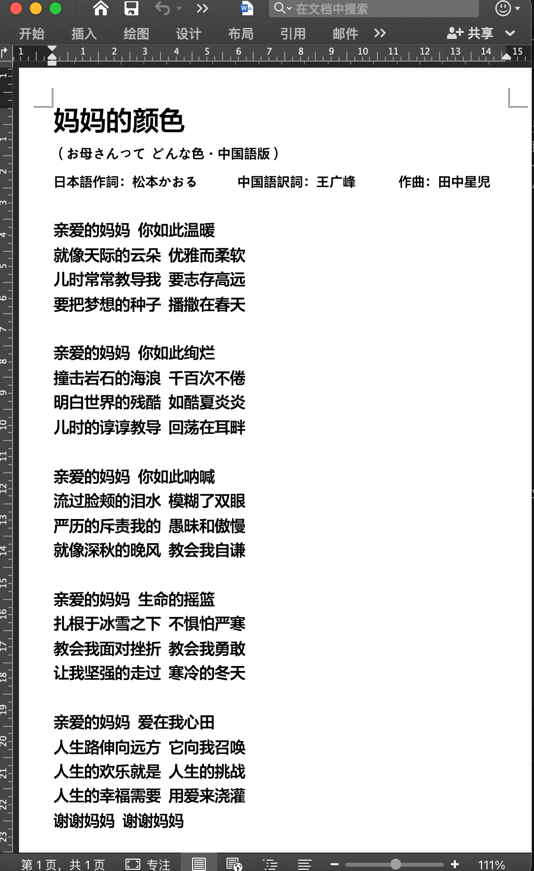 在文档中搜索
开始 插入 绘图 设计 布局 引用 邮件 共享
1 1 2 3 4 5 6 7 8 9 10 11 12 13 14 15
妈妈的颜色
（お母さんって どんな色・中国語版）
日本語作詞：松本かおる 中国語訳詞：王广峰 作曲：田中星児
亲爱的妈妈 你如此温暖
就像天际的云朵 优雅而柔软
儿时常常教导我 要志存高远
要把梦想的种子 播撒在春天
亲爱的妈妈 你如此绚烂
撞击岩石的海浪 千百次不倦
明白世界的残酷 如酷夏炎炎
儿时的谆谆教导 回荡在耳畔
亲爱的妈妈 你如此呐喊
流过脸颊的泪水 模糊了双眼
严历的斥责我的 愚昧和傲慢
就像深秋的晚风 教会我自谦
亲爱的妈妈 生命的摇篮
扎根于冰雪之下 不惧怕严寒
教会我面对挫折 教会我勇敢
让我坚强的走过 寒冷的冬天
亲爱的妈妈 爱在我心田
人生路伸向远方 它向我召唤
人生的欢乐就是 人生的挑战
人生的幸福需要 用爱来浇灌
谢谢妈妈 谢谢妈妈
第 1 页，共 1 页 专注 111%